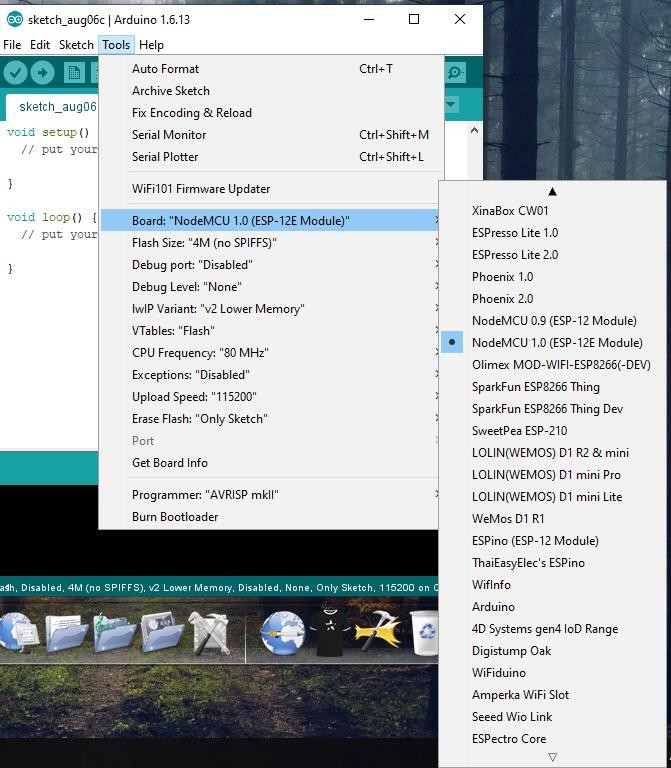 sketch_aug06c | Arduino 1.6.13
File Edit Sketch Tools Help
sketch_aug06
void setup()
// put your
}
void loop() {
// put your
}
Auto Format Ctrl+T
Archive Sketch
Fix Encoding & Reload
Serial Monitor Ctrl+Shift+M
Serial Plotter Ctrl+Shift+L
WiFi101 Firmware Updater
Board: "NodeMCU 1.0 (ESP-12E Module)"
Flash Size: "4M (no SPIFFS)"
Debug port: "Disabled"
Debug Level: "None"
lwIP Variant: "v2 Lower Memory"
VTables: "Flash"
CPU Frequency: "80 MHz"
Exceptions: "Disabled"
Upload Speed: "115200"
Erase Flash: "Only Sketch"
Port
Get Board Info
Programmer: "AVRISP mkII"
Burn Bootloader
XinaBox CW01
ESPresso Lite 1.0
ESPresso Lite 2.0
Phoenix 1.0
Phoenix 2.0
NodeMCU 0.9 (ESP-12 Module)
NodeMCU 1.0 (ESP-12E Module)
Olimex MOD-WIFI-ESP8266(-DEV)
SparkFun ESP8266 Thing
SparkFun ESP8266 Thing Dev
SweetPea ESP-210
LOLIN(WEMOS) D1 R2 & mini
LOLIN(WEMOS) D1 mini Pro
LOLIN(WEMOS) D1 mini Lite
WeMos D1 R1
ESPino (ESP-12 Module)
ThaiEasyElec's ESPino
WifInfo
Arduino
4D Systems gen4 IoD Range
Digistump Oak
WiFiduino
Amperka WiFi Slot
Seeed Wio Link
ESPectro Core
ash, Disabled, 4M (no SPIFFS), v2 Lower Memory, Disabled, None, Only Sketch, 115200 on